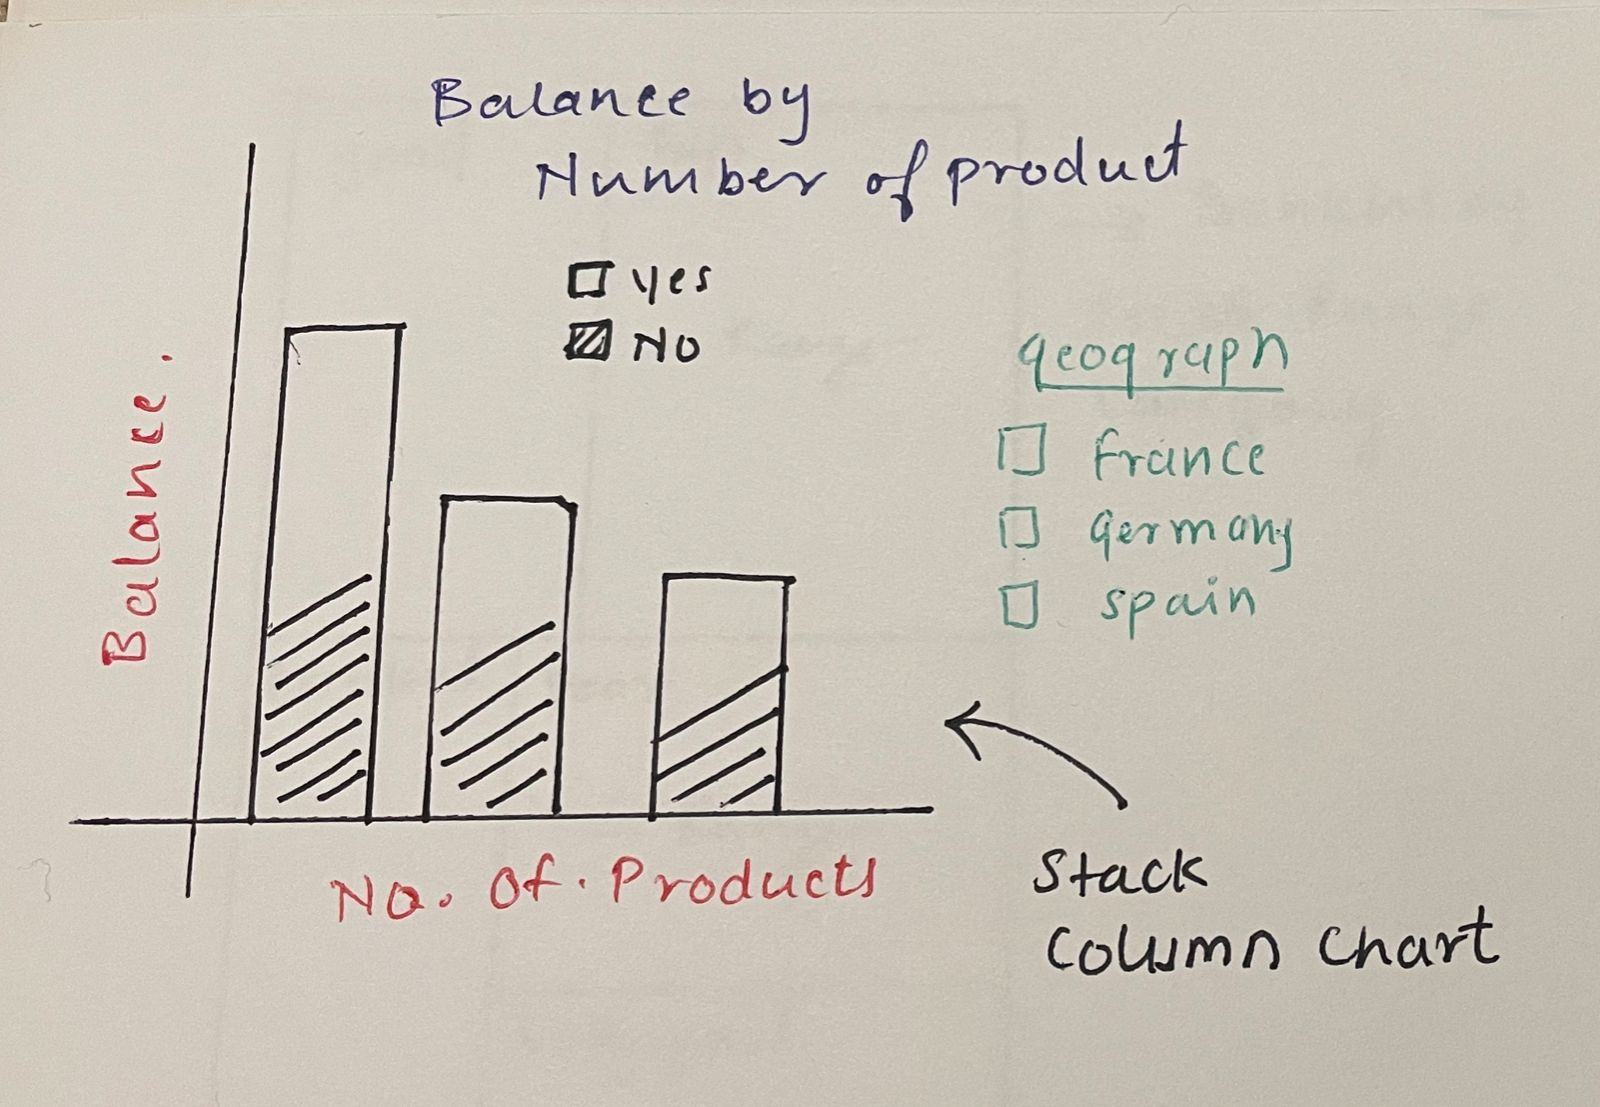 Balance by
Number of product
Yes
No
geograph
France
Germany
Spain
Balance.
No. Of. Products
Stack
Column Chart